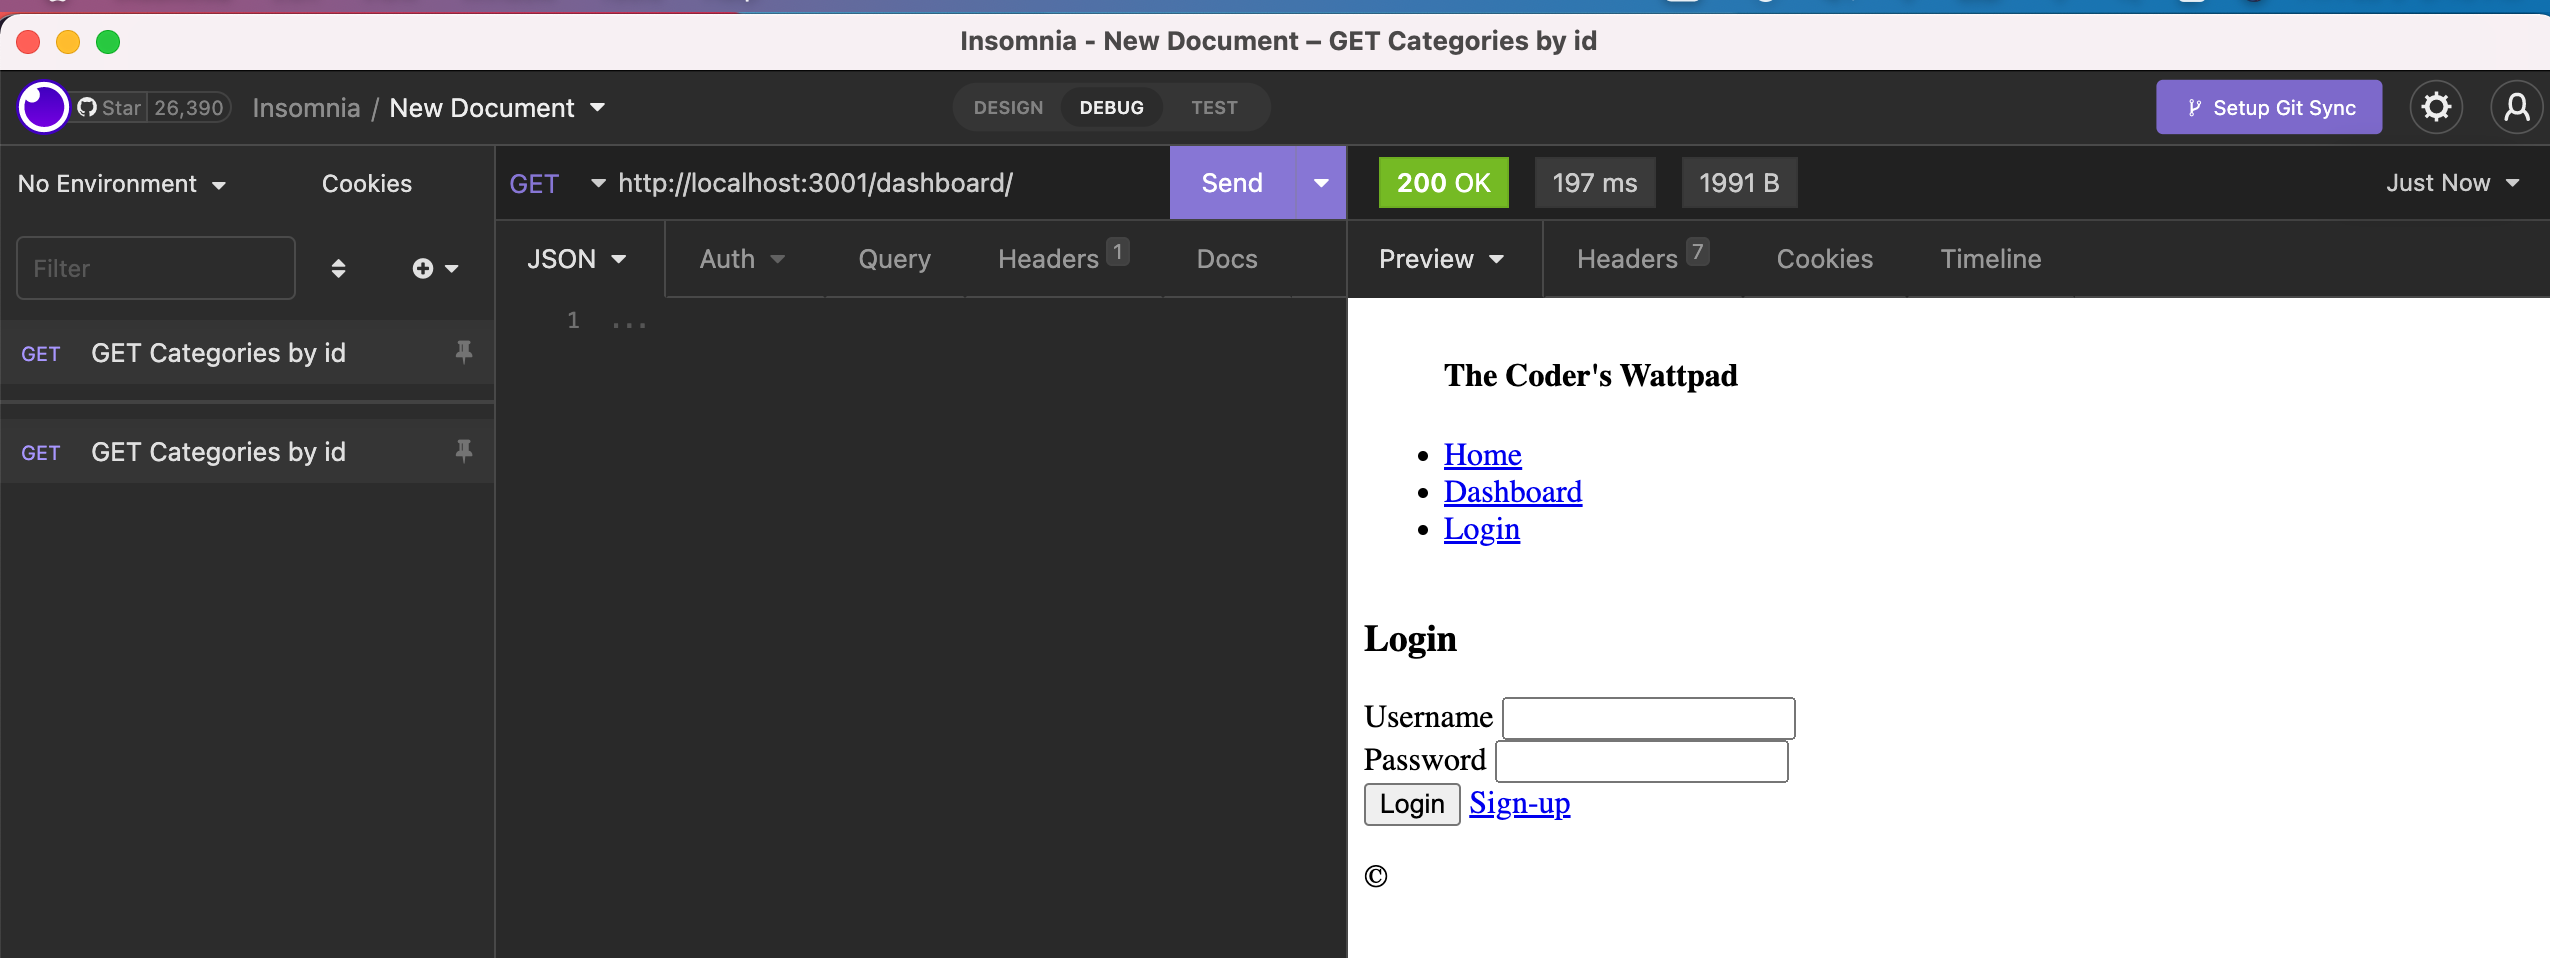 Insomnia - New Document – GET Categories by id
Star 26,390 Insomnia / New Document
DESIGN DEBUG TEST
Setup Git Sync
No Environment Cookies
GET http://localhost:3001/dashboard/ Send
200 OK 197 ms 1991 B Just Now
Filter
JSON Auth Query Headers 1 Docs
Preview Headers 7 Cookies Timeline
GET GET Categories by id
GET GET Categories by id
1 ...
The Coder's Wattpad
• Home
• Dashboard
• Login
Login
Username
Password
Login Sign-up
©